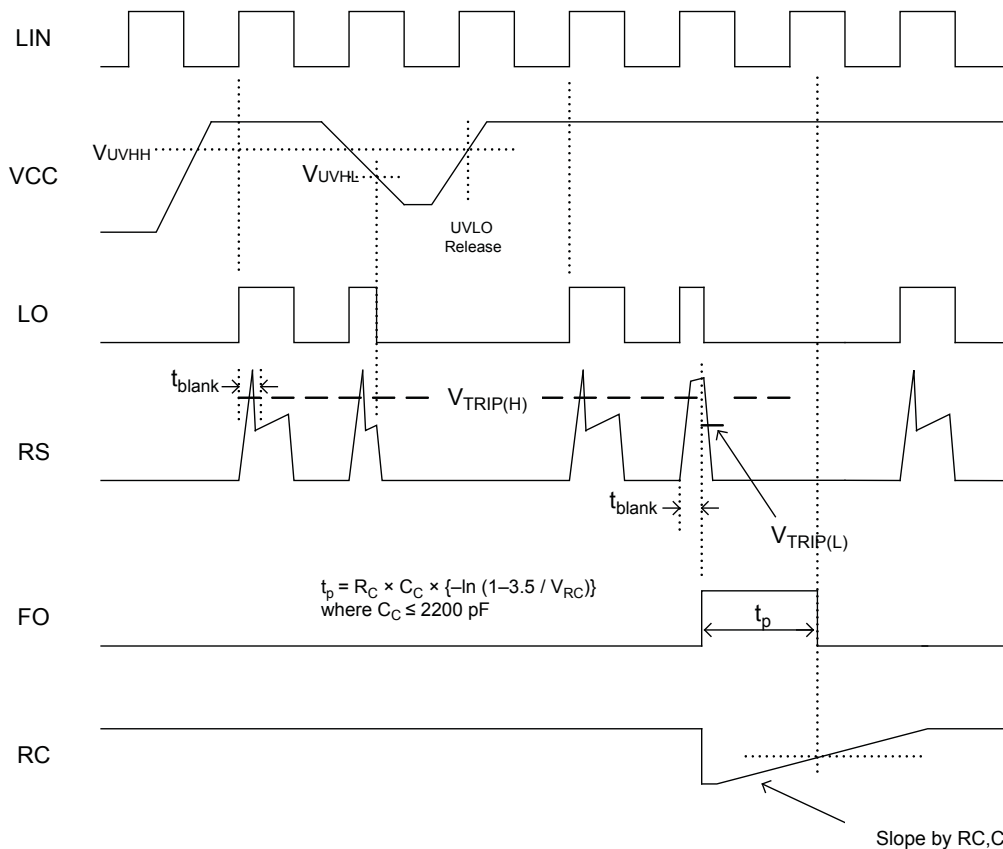 LIN
VUVHH
VCC
VUVHL
UVLO
Release
LO
tblank
VTRIP(H)
RS
tblank
VTRIP(L)
tp = RC × CC × {–ln (1–3.5 / VRC)}
where CC ≤ 2200 pF
FO
tp
RC
Slope by RC,C